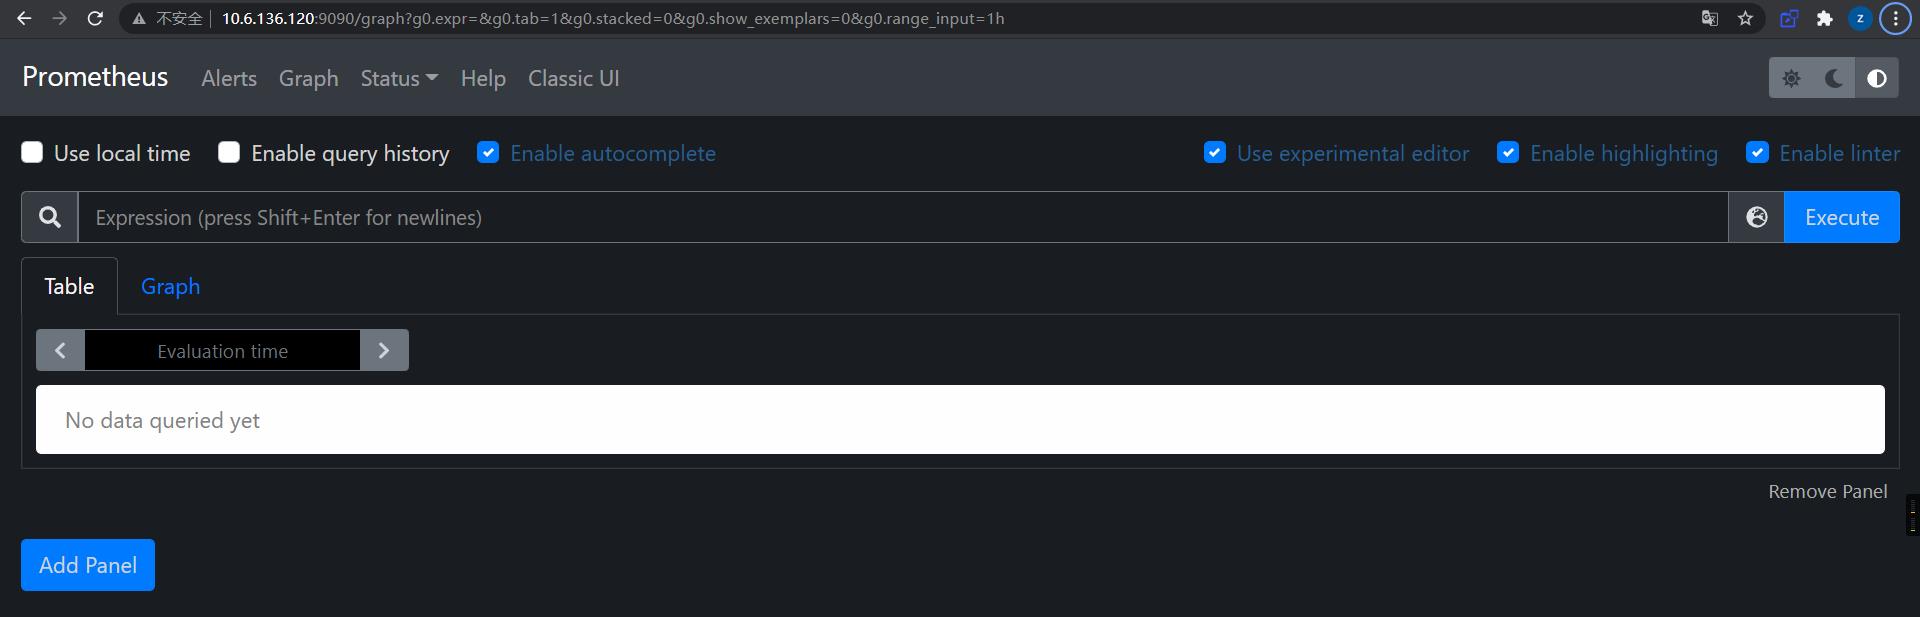 不安全 10.6.136.120:9090/graph?g0.expr=&g0.tab=1&g0.stacked=0&g0.show_exemplars=0&g0.range_input=1h
Z
Prometheus Alerts Graph Status Help Classic UI
Use local time Enable query history Enable autocomplete Use experimental editor Enable highlighting Enable linter
Expression (press Shift+Enter for newlines) Execute
Table Graph
Evaluation time
No data queried yet
Remove Panel
Add Panel